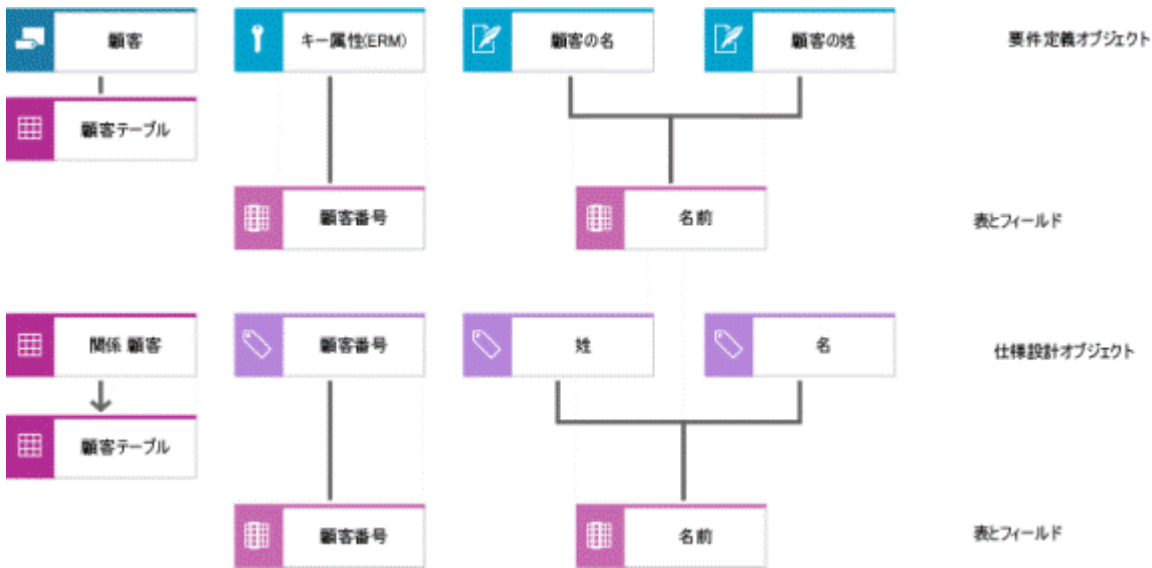 顧客
キー属性(ERM)
顧客の名
顧客の姓
要件定義オブジェクト
顧客テーブル
顧客番号
名前
表とフィールド
関係 顧客
顧客番号
姓
名
仕様設計オブジェクト
顧客テーブル
顧客番号
名前
表とフィールド